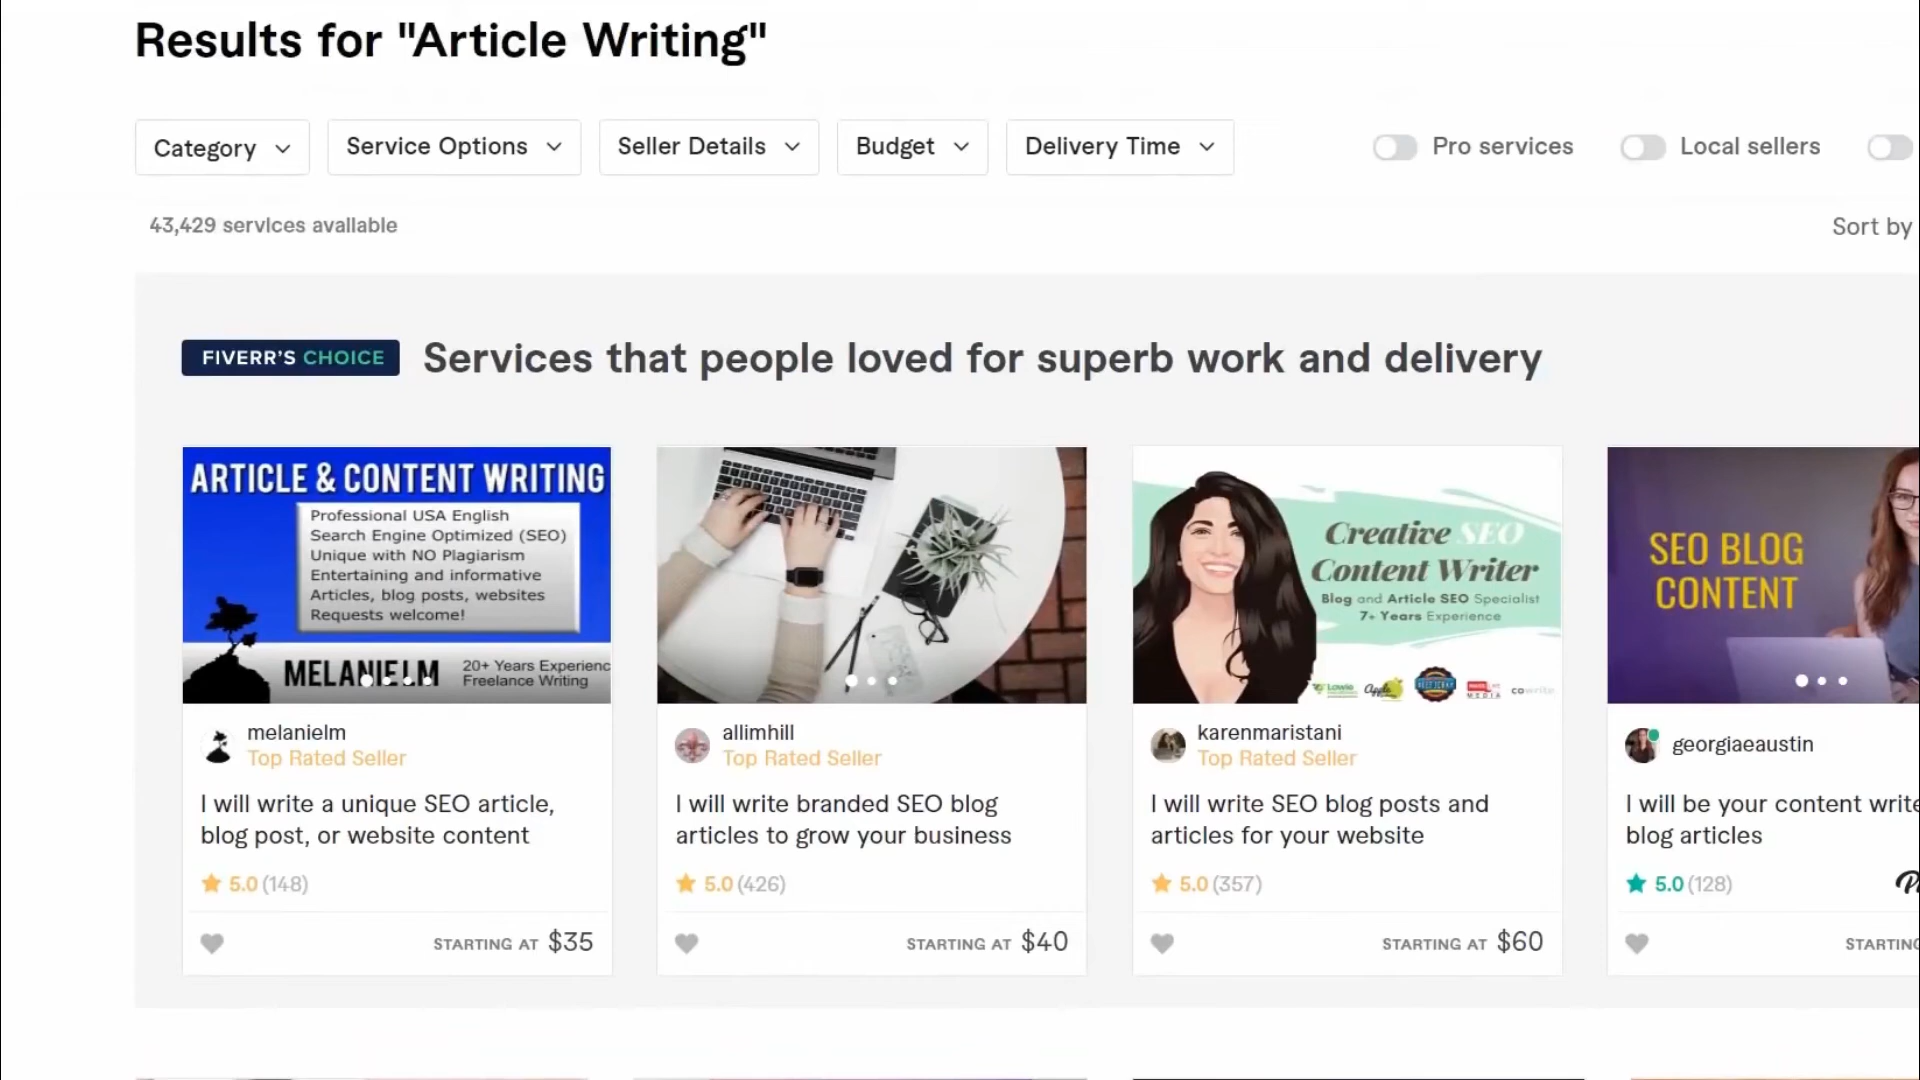 Results for "Article Writing"
Category
Service Options
Seller Details
Budget
Delivery Time
Pro services
Local sellers
43,429 services available
Sort by
FIVERR'S CHOICE
Services that people loved for superb work and delivery
ARTICLE & CONTENT WRITING
Professional USA English
Search Engine Optimized (SEO)
Unique with NO Plagiarism
Entertaining and informative
Articles, blog posts, websites
Requests welcome!
MELANIELM
20+ Years Experienc
Freelance Writing
melanielm
Top Rated Seller
I will write a unique SEO article,
blog post, or website content
5.0 (148)
STARTING AT $35
allimhill
Top Rated Seller
I will write branded SEO blog
articles to grow your business
5.0 (426)
STARTING AT $40
Creative SEO
Content Writer
Blog and Article SEO Specialist
7+ Years Experience
Apple
MEDIA
cowrite
karenmaristani
Top Rated Seller
I will write SEO blog posts and
articles for your website
5.0 (357)
STARTING AT $60
SEO BLOG
CONTENT
georgiaeaustin
I will be your content write
blog articles
5.0 (128)
STARTING